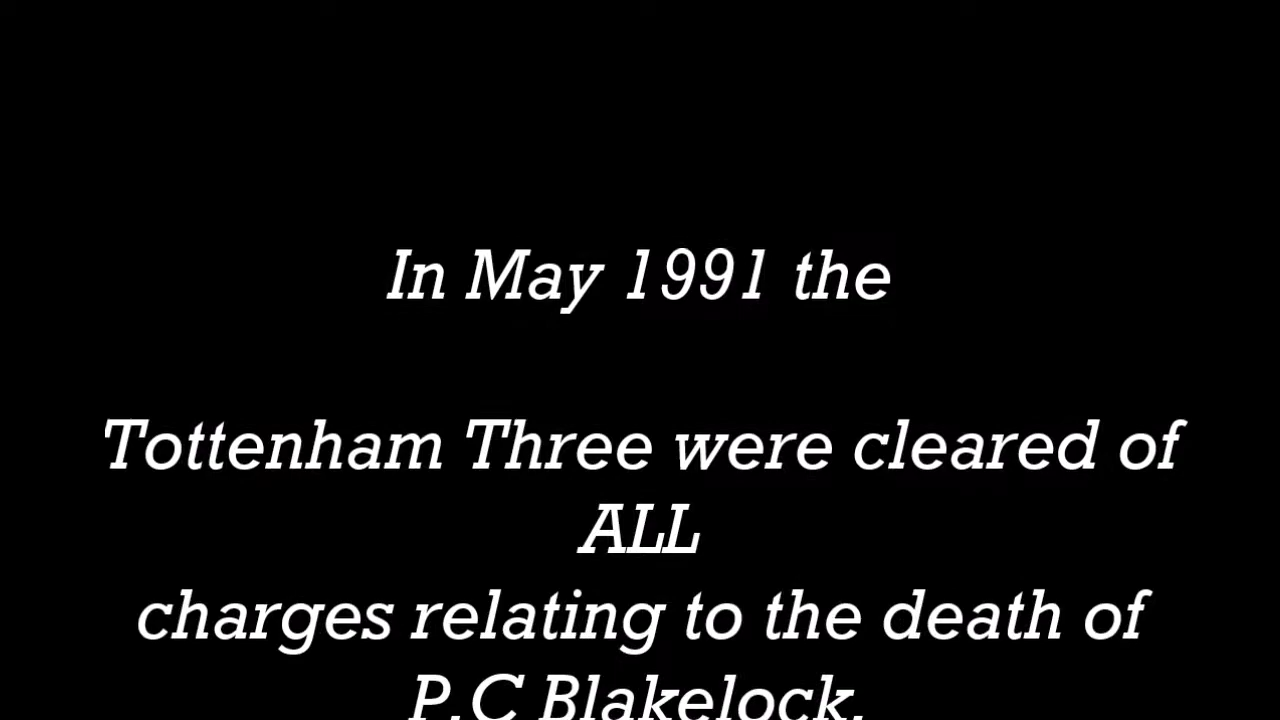 In May 1991 the
Tottenham Three were cleared of
ALL
charges relating to the death of
P.C Blakelock.